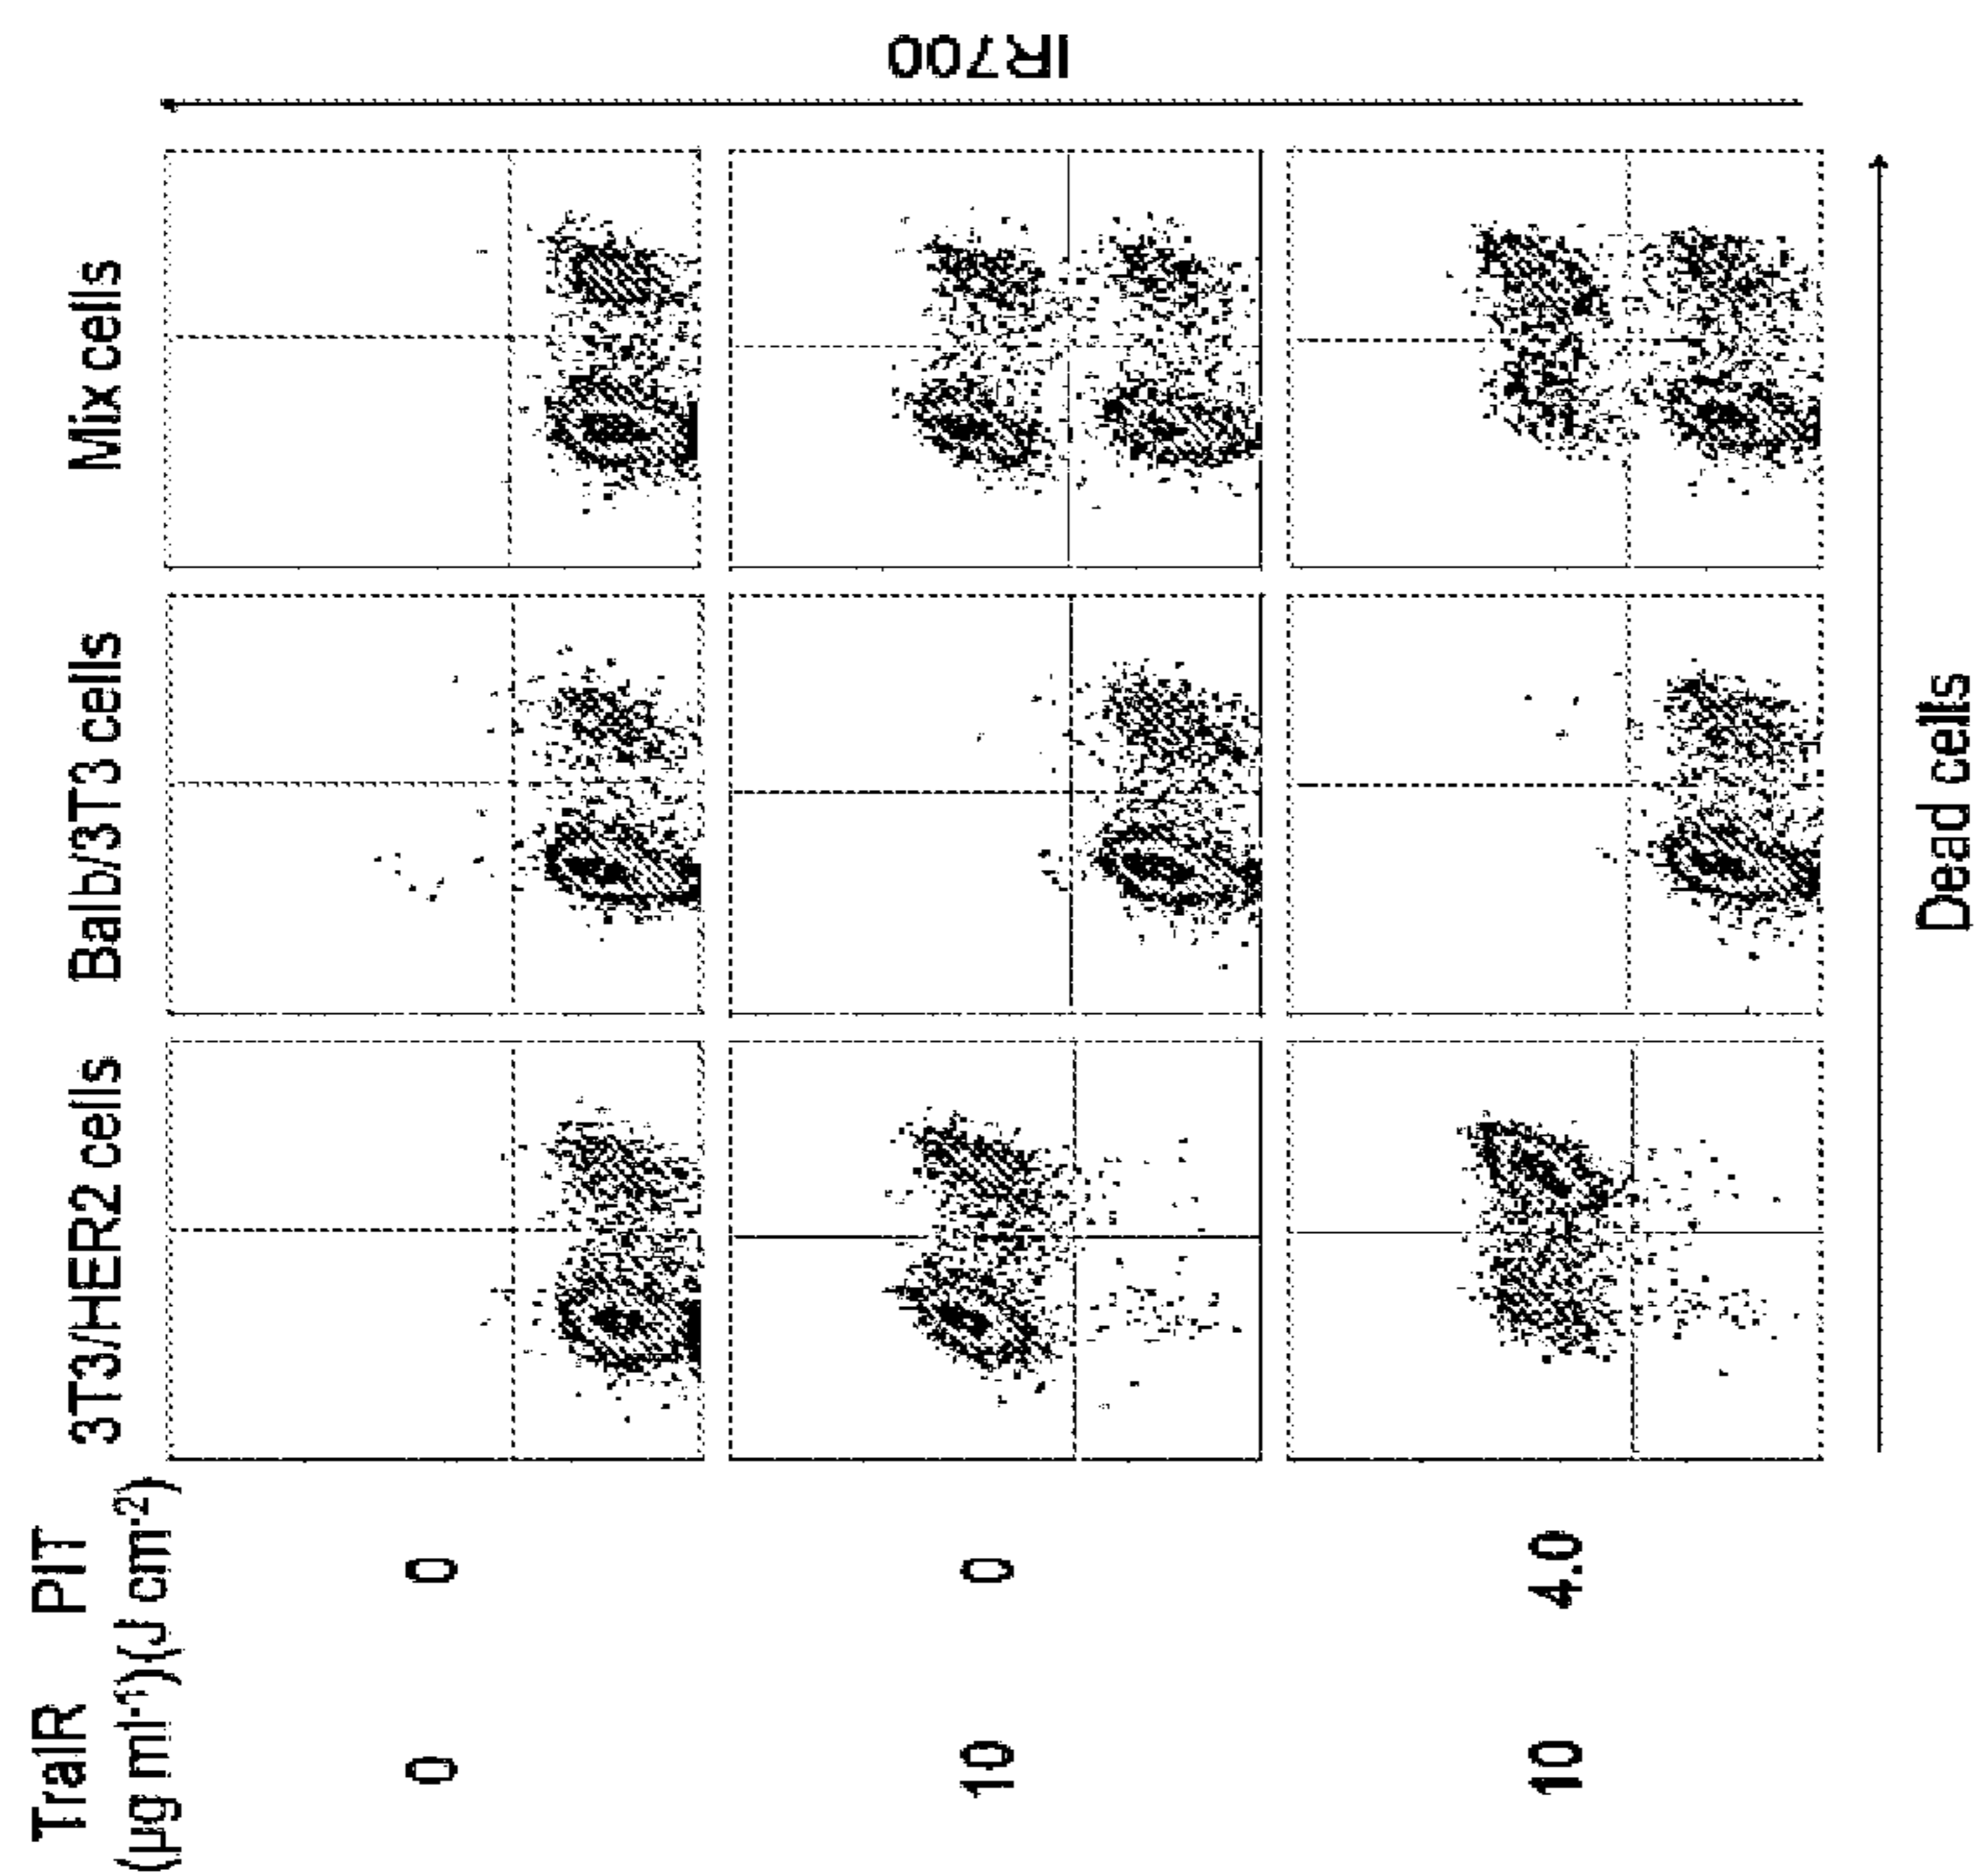 TraIR PIT
(µg ml-1)(J cm-2)
3T3/HER2 cells
Balb/3T3 cells
Mix cells
0 0
10 0
10 4.0
IR700
Dead cells